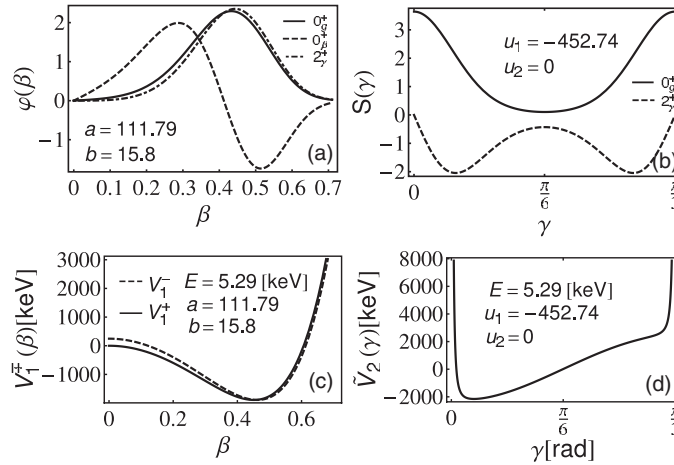 φ(β)
2
1
0
−1
a = 111.79
b = 15.8
0⁺g
0⁺β
2⁺γ
(a)
0 0.1 0.2 0.3 0.4 0.5 0.6 0.7
β
S(γ)
3
2
1
0
−1
−2
u₁ = −452.74
u₂ = 0
0⁺g
2⁺γ
(b)
0 π/6 π/3
γ
V₁∓(β)[keV]
3000
2000
1000
0
−1000
V₁⁻ E = 5.29 [keV]
V₁⁺ a = 111.79
b = 15.8
(c)
0 0.2 0.4 0.6
β
Ṽ₂(γ)[keV]
8000
6000
4000
2000
0
−2000
E = 5.29 [keV]
u₁ = −452.74
u₂ = 0
(d)
0 π/6 π/3
γ[rad]